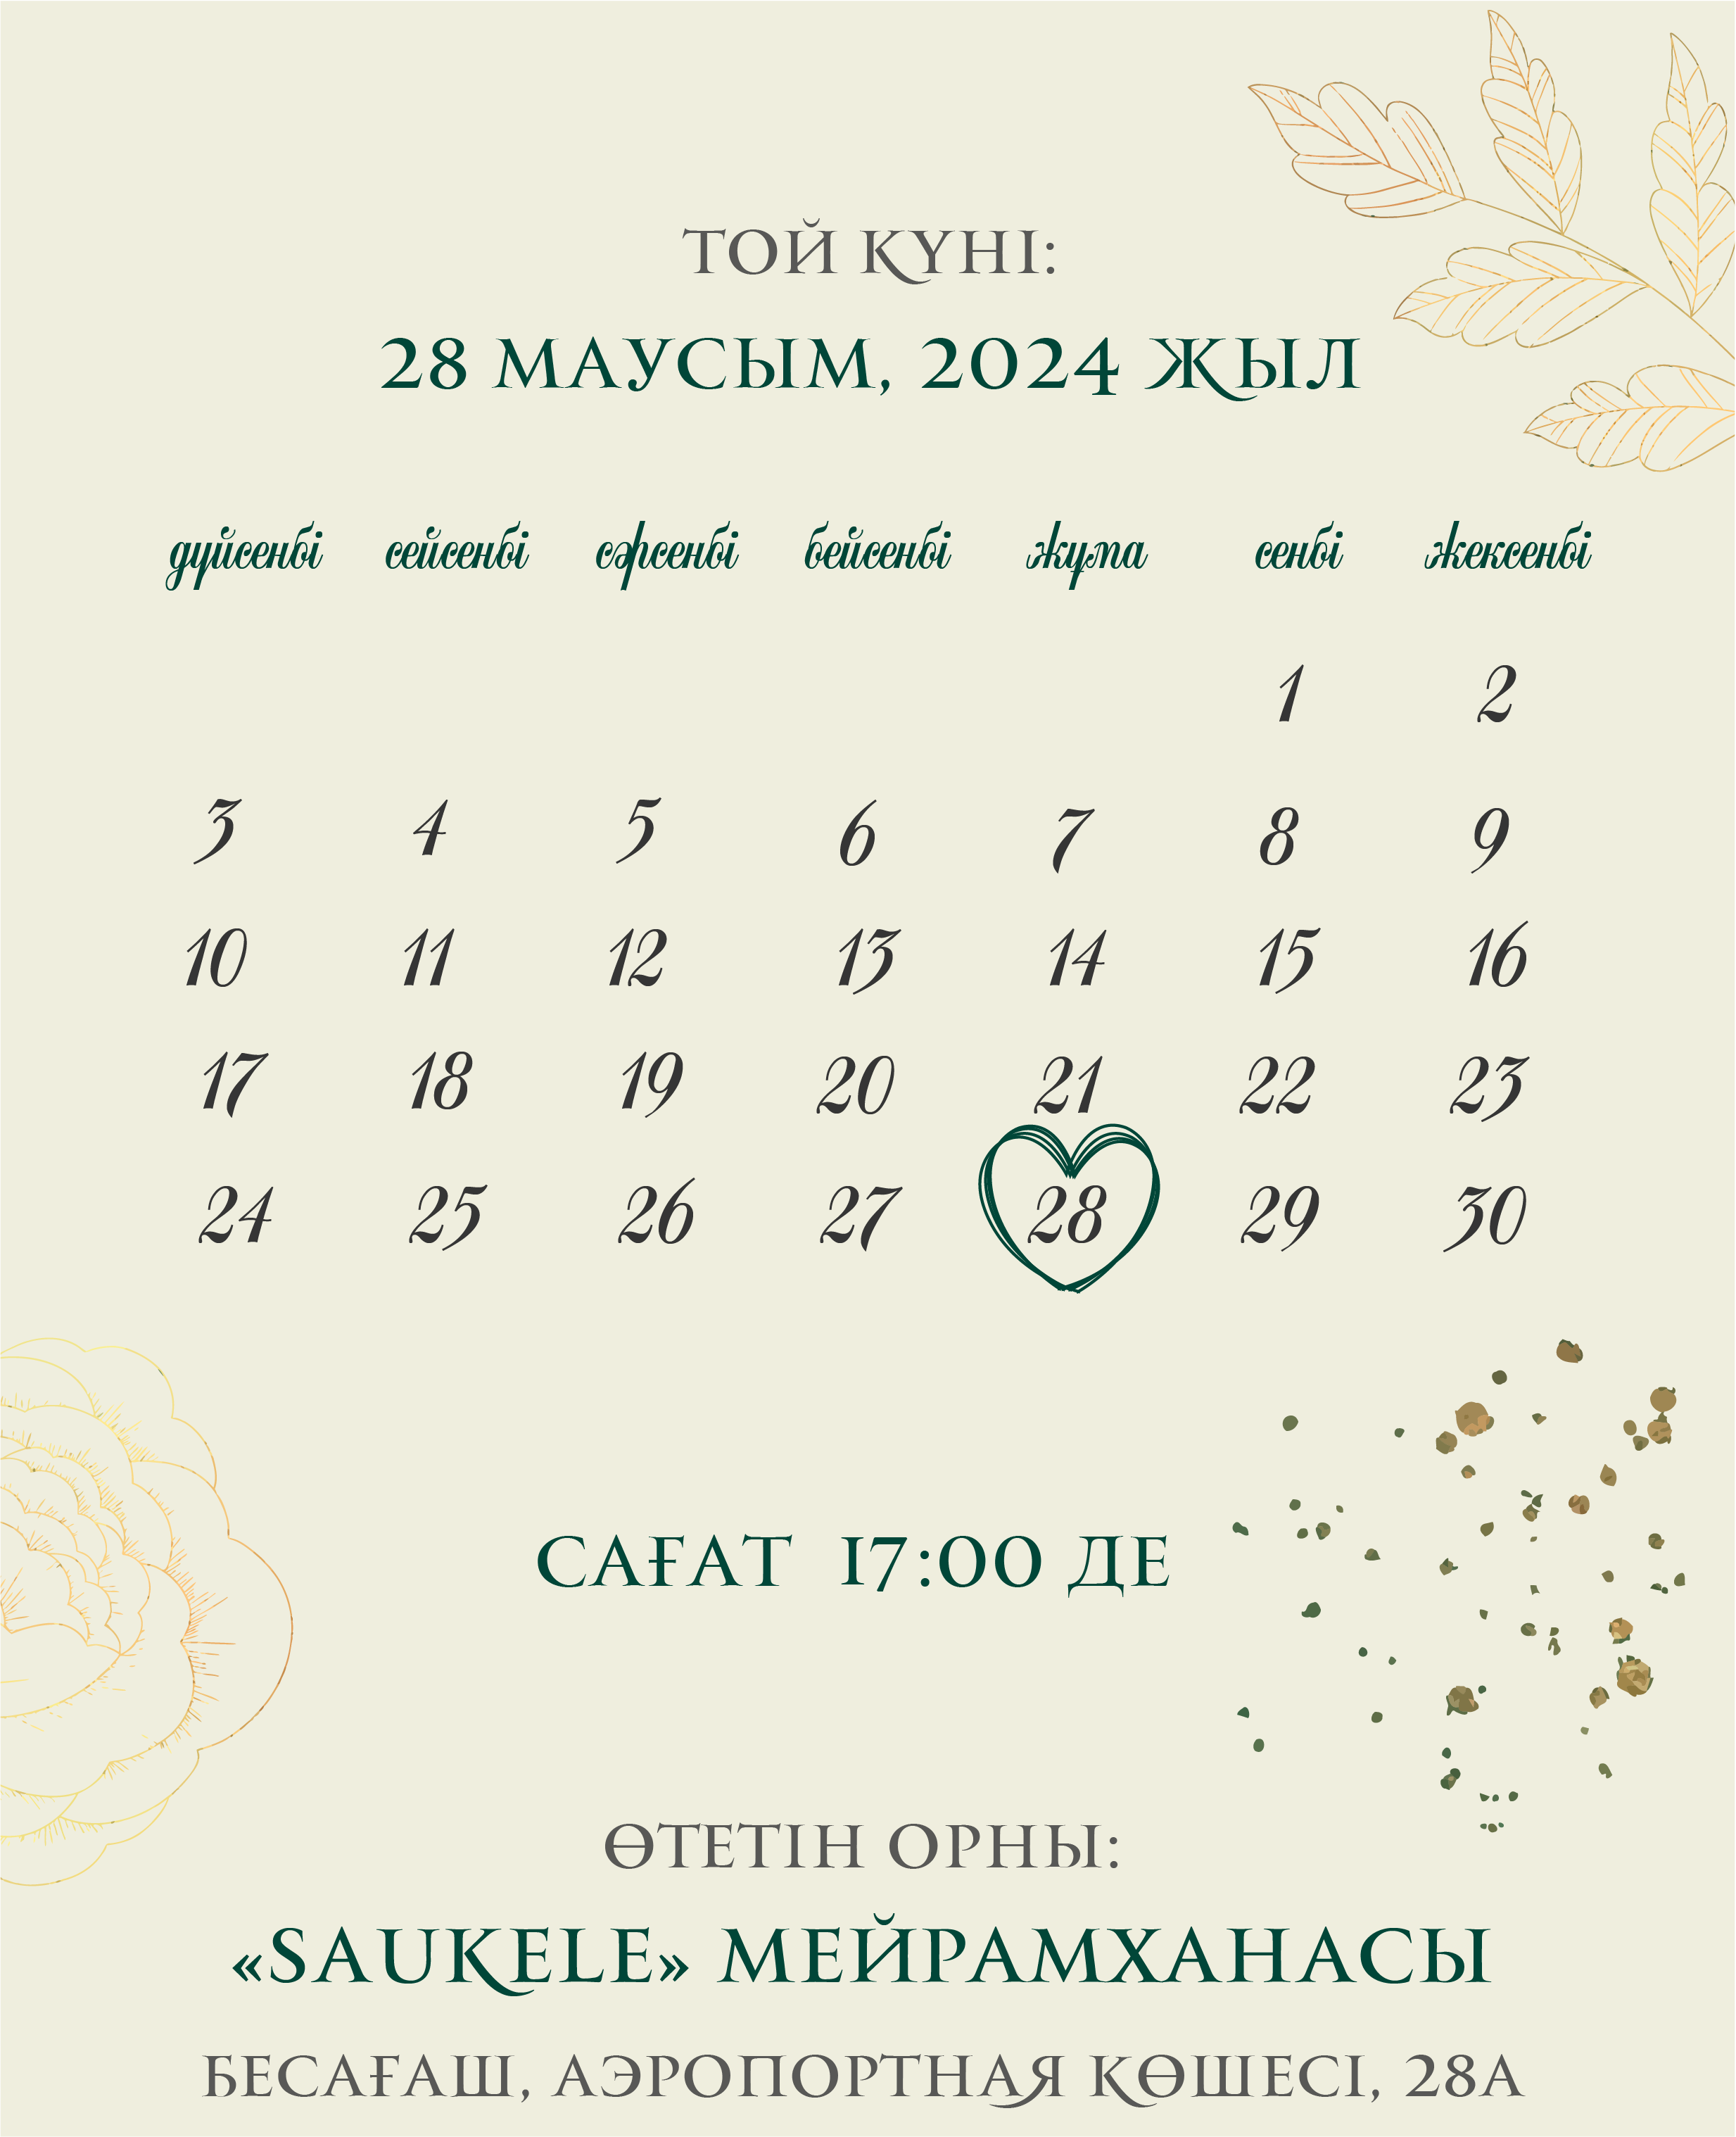 ТОЙ КҮНІ:
28 МАУСЫМ, 2024 ЖЫЛ
дүйсенбі сейсенбі сәрсенбі бейсенбі жұма сенбі жексенбі
1 2
3 4 5 6 7 8 9
10 11 12 13 14 15 16
17 18 19 20 21 22 23
24 25 26 27 28 29 30
САҒАТ 17:00 ДЕ
ӨТЕТІН ОРНЫ:
«SAUKELE» МЕЙРАМХАНАСЫ
БЕСАҒАШ, АЭРОПОРТНАЯ КӨШЕСІ, 28А